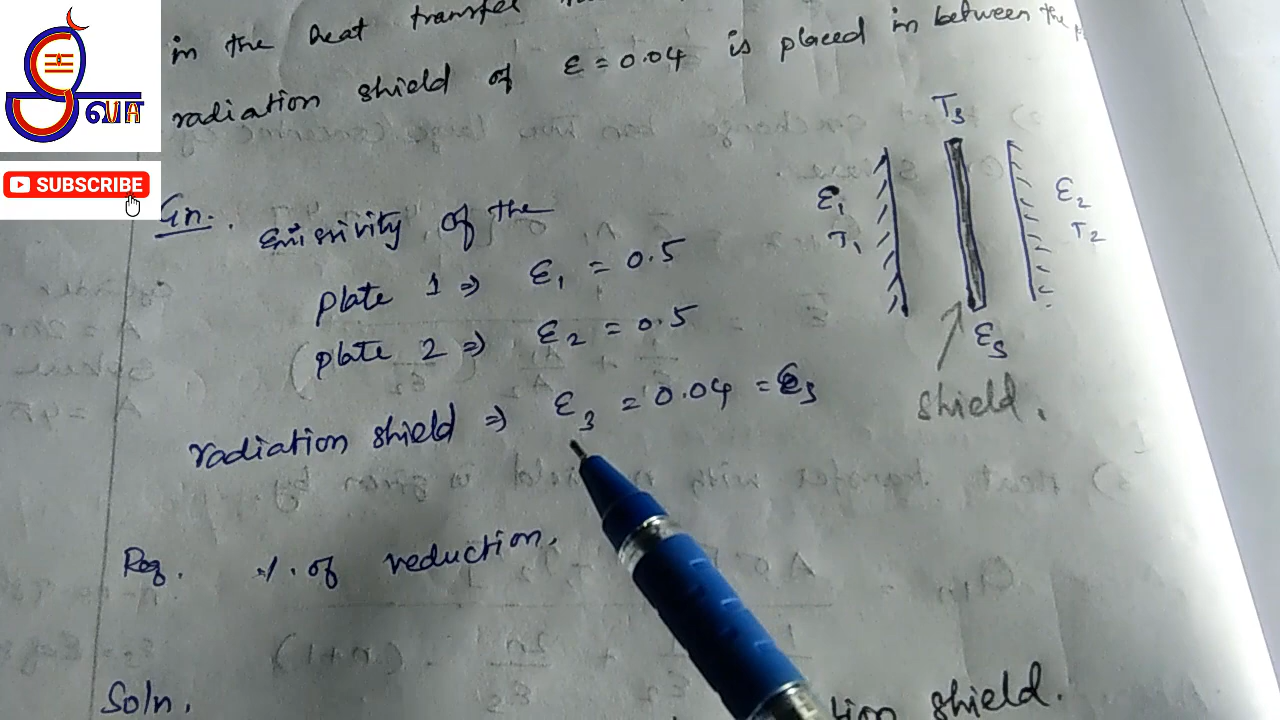 in the heat transfer
radiation shield of ε = 0.04 is placed in between the
வா VIA
SUBSCRIBE
Gn. Emissivity of the
plate 1 ⇒ ε₁ = 0.5
plate 2 ⇒ ε₂ = 0.5
radiation shield ⇒ ε₃ = 0.04 = εs
T₃
ε₁
T₁
ε₂
T₂
εs
shield.
Req. %. of reduction.
Soln.
shield.